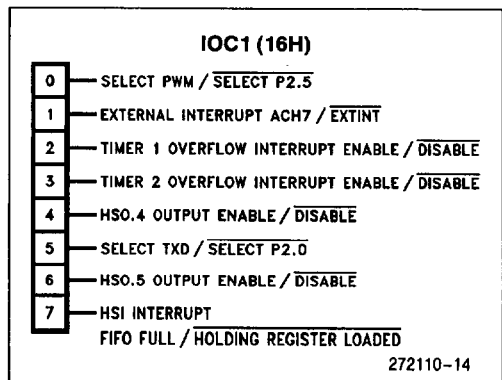 IOC1 (16H)
0 SELECT PWM / SELECT P2.5
1 EXTERNAL INTERRUPT ACH7 / EXTINT
2 TIMER 1 OVERFLOW INTERRUPT ENABLE / DISABLE
3 TIMER 2 OVERFLOW INTERRUPT ENABLE / DISABLE
4 HSO.4 OUTPUT ENABLE / DISABLE
5 SELECT TXD / SELECT P2.0
6 HSO.5 OUTPUT ENABLE / DISABLE
7 HSI INTERRUPT
FIFO FULL / HOLDING REGISTER LOADED
272110-14